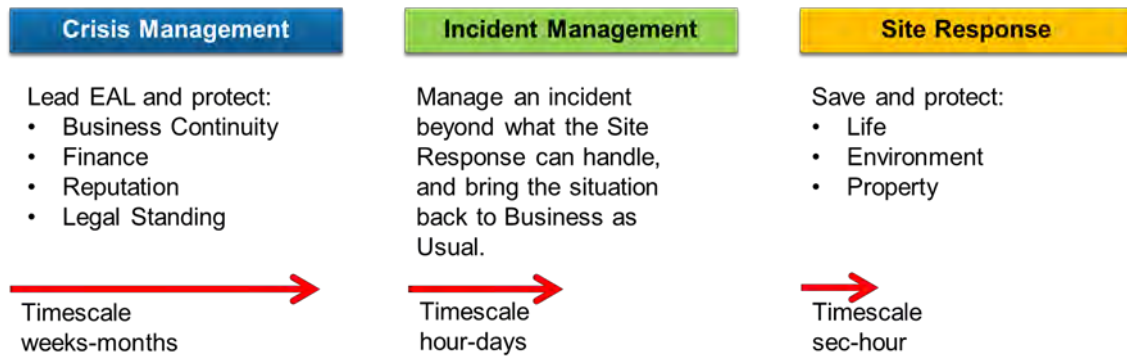 Crisis Management
Lead EAL and protect:
• Business Continuity
• Finance
• Reputation
• Legal Standing
Timescale
weeks-months
Incident Management
Manage an incident
beyond what the Site
Response can handle,
and bring the situation
back to Business as
Usual.
Timescale
hour-days
Site Response
Save and protect:
• Life
• Environment
• Property
Timescale
sec-hour